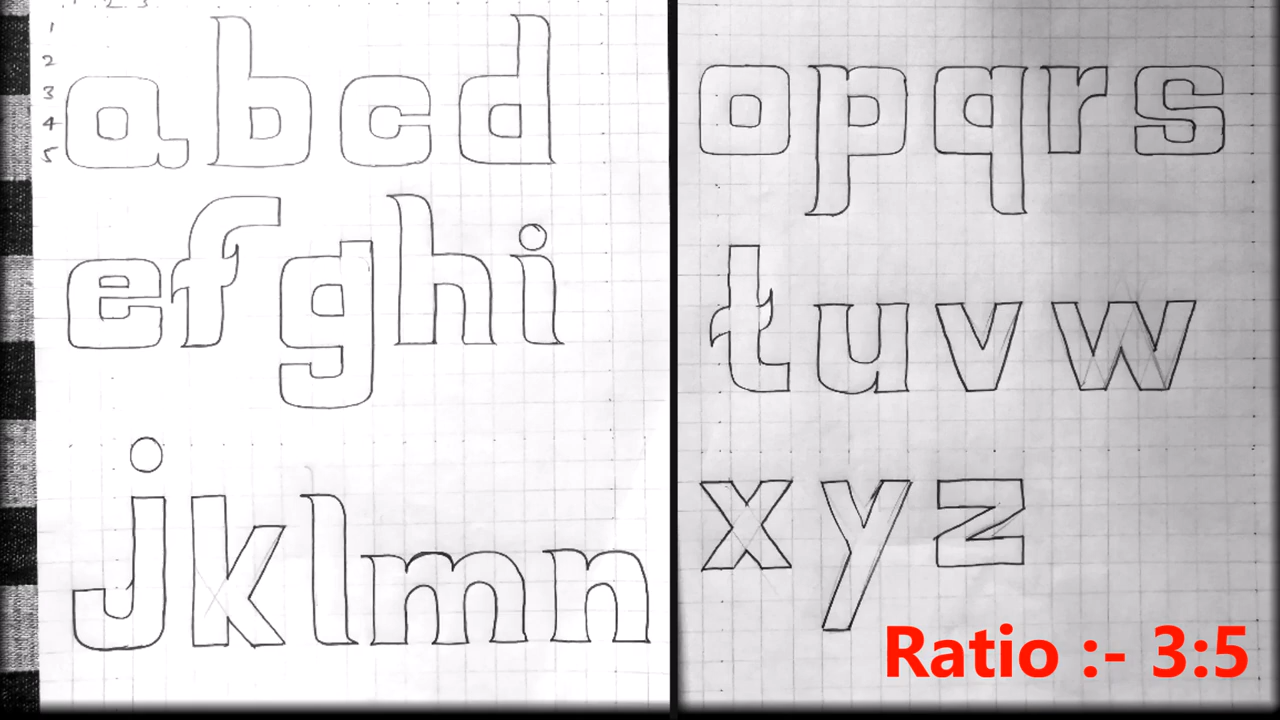 1 2 3
1
2
3
4
5
abcd
efghi
jklmn
opqrs
tuvw
xyz
Ratio :- 3:5